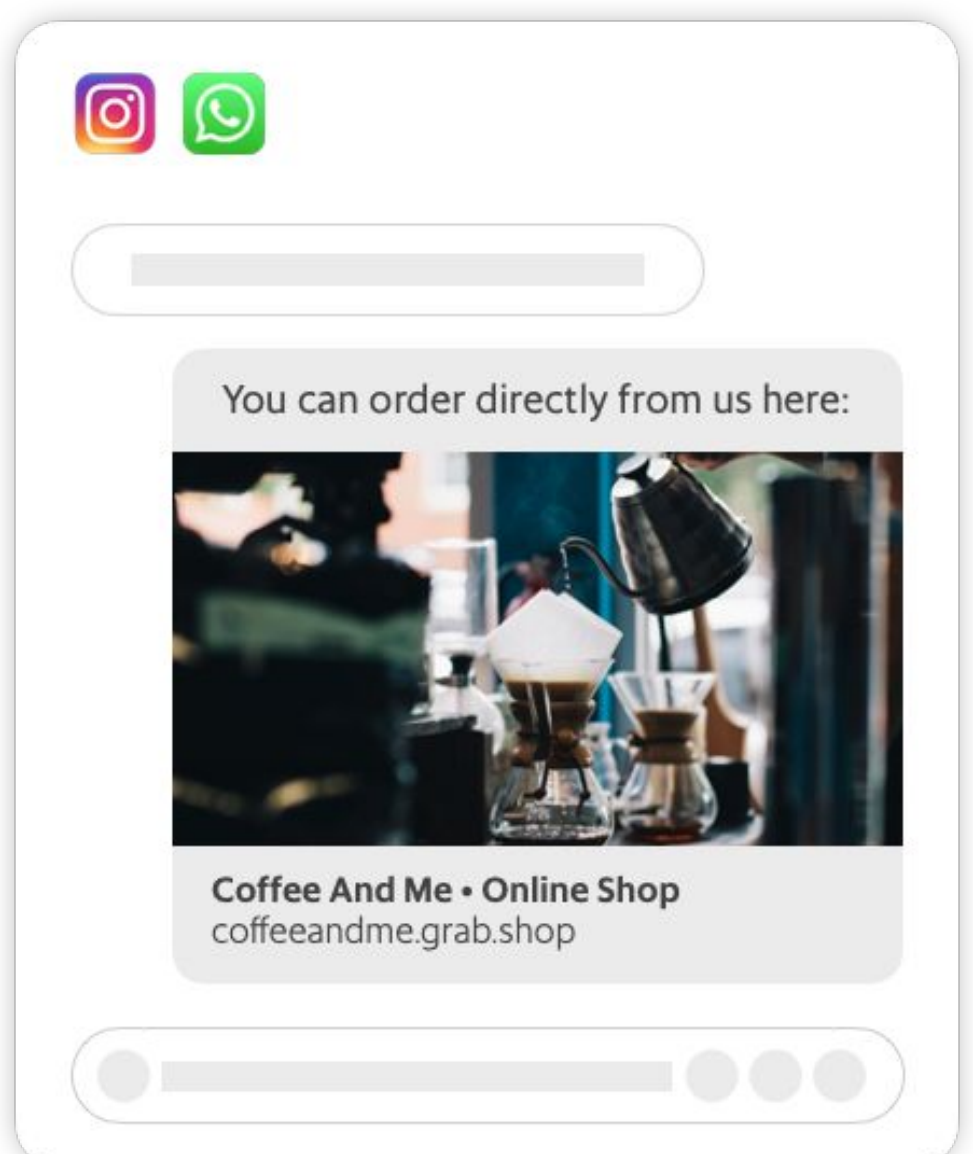 You can order directly from us here:
Coffee And Me • Online Shop
coffeeandme.grab.shop